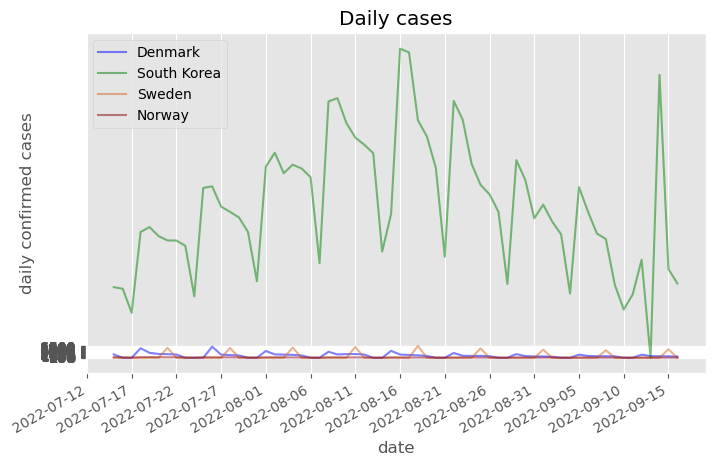 Daily cases
Denmark
South Korea
Sweden
Norway
daily confirmed cases
2022-07-12
2022-07-17
2022-07-22
2022-07-27
2022-08-01
2022-08-06
2022-08-11
2022-08-16
2022-08-21
2022-08-26
2022-08-31
2022-09-05
2022-09-10
2022-09-15
date